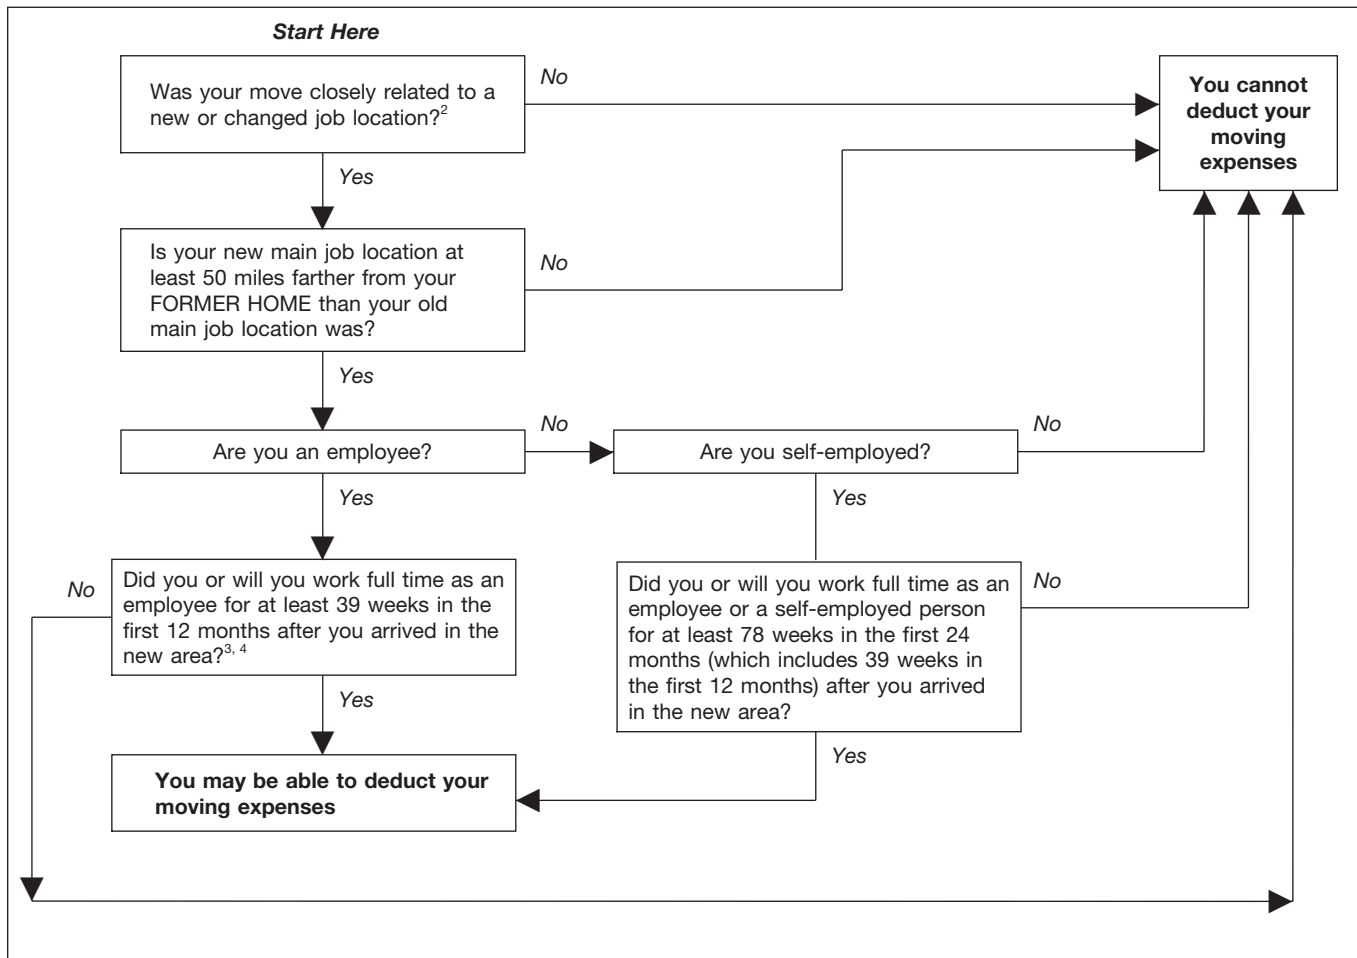 Start Here
Was your move closely related to a
new or changed job location?2
No
You cannot
deduct your
moving
expenses
Yes
Is your new main job location at
least 50 miles farther from your
FORMER HOME than your old
main job location was?
No
Yes
Are you an employee?
No
Are you self-employed?
No
Yes
Yes
No
Did you or will you work full time as an
employee for at least 39 weeks in the
first 12 months after you arrived in the
new area?3, 4
Did you or will you work full time as an
employee or a self-employed person
for at least 78 weeks in the first 24
months (which includes 39 weeks in
the first 12 months) after you arrived
in the new area?
No
Yes
Yes
You may be able to deduct your
moving expenses